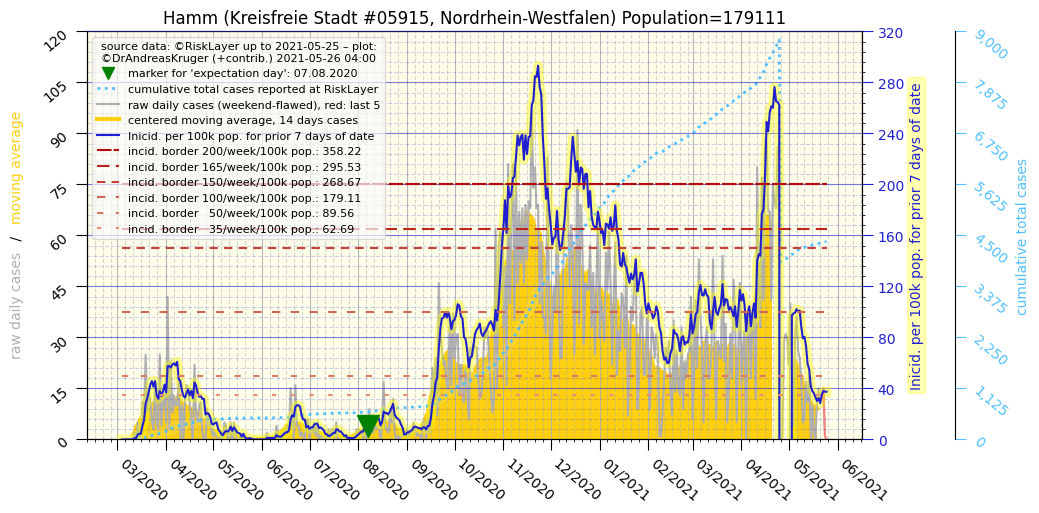 Hamm (Kreisfreie Stadt #05915, Nordrhein-Westfalen) Population=179111
source data: ©RiskLayer up to 2021-05-25 – plot:
©DrAndreasKruger (+contrib.) 2021-05-26 04:00
marker for 'expectation day': 07.08.2020
cumulative total cases reported at RiskLayer
raw daily cases (weekend-flawed), red: last 5
centered moving average, 14 days cases
Inicid. per 100k pop. for prior 7 days of date
incid. border 200/week/100k pop.: 358.22
incid. border 165/week/100k pop.: 295.53
incid. border 150/week/100k pop.: 268.67
incid. border 100/week/100k pop.: 179.11
incid. border 50/week/100k pop.: 89.56
incid. border 35/week/100k pop.: 62.69
raw daily cases / moving average
120
105
90
75
60
45
30
15
0
320
280
240
200
160
120
80
40
0
Inicid. per 100k pop. for prior 7 days of date
9,000
7,875
6,750
5,625
4,500
3,375
2,250
1,125
0
cumulative total cases
03/2020
04/2020
05/2020
06/2020
07/2020
08/2020
09/2020
10/2020
11/2020
12/2020
01/2021
02/2021
03/2021
04/2021
05/2021
06/2021